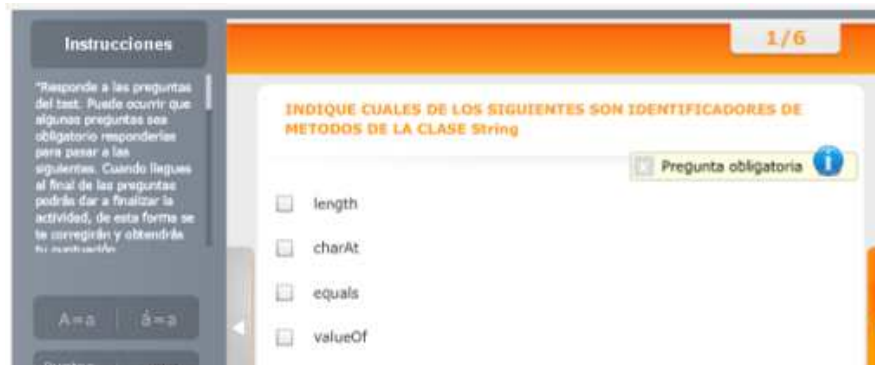 Instrucciones
"Responde a las preguntas
del test. Puede ocurrir que
algunas preguntas sea
obligatorio responderlas
para pasar a las
siguientes. Cuando llegues
al final de las preguntas
podrás dar a finalizar la
actividad, de esta forma se
te corregirán y obtendrás
tu puntuación
A=a
á=a
1/6
INDIQUE CUALES DE LOS SIGUIENTES SON IDENTIFICADORES DE
METODOS DE LA CLASE String
Pregunta obligatoria
length
charAt
equals
valueOf